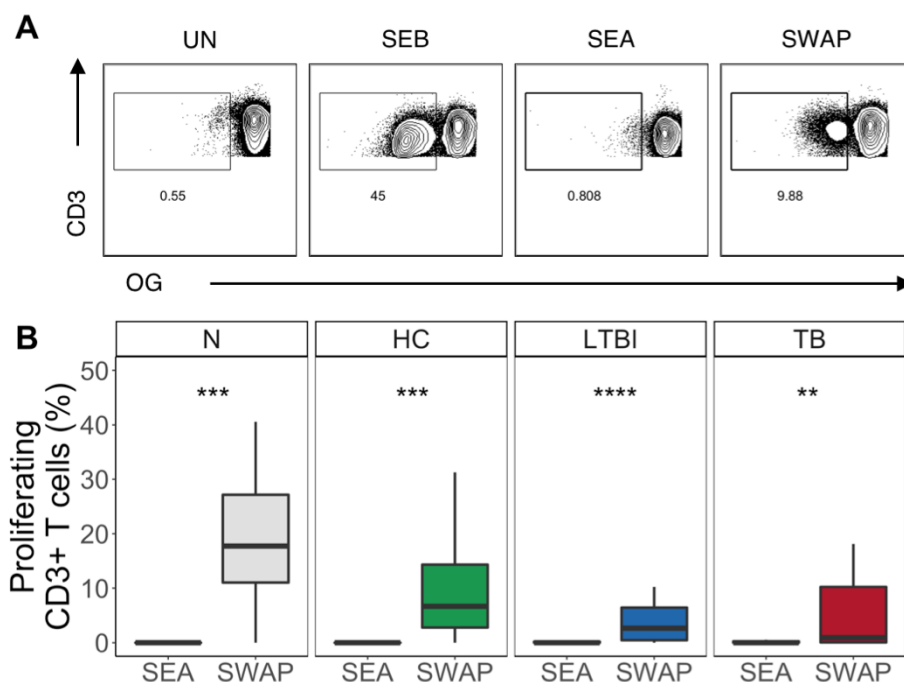 A
UN SEB SEA SWAP
CD3
0.55 45 0.808 9.88
OG
B
N HC LTBI TB
Proliferating
CD3+ T cells (%)
50
40
30
20
10
0
*** *** **** **
SEA SWAP SEA SWAP SEA SWAP SEA SWAP